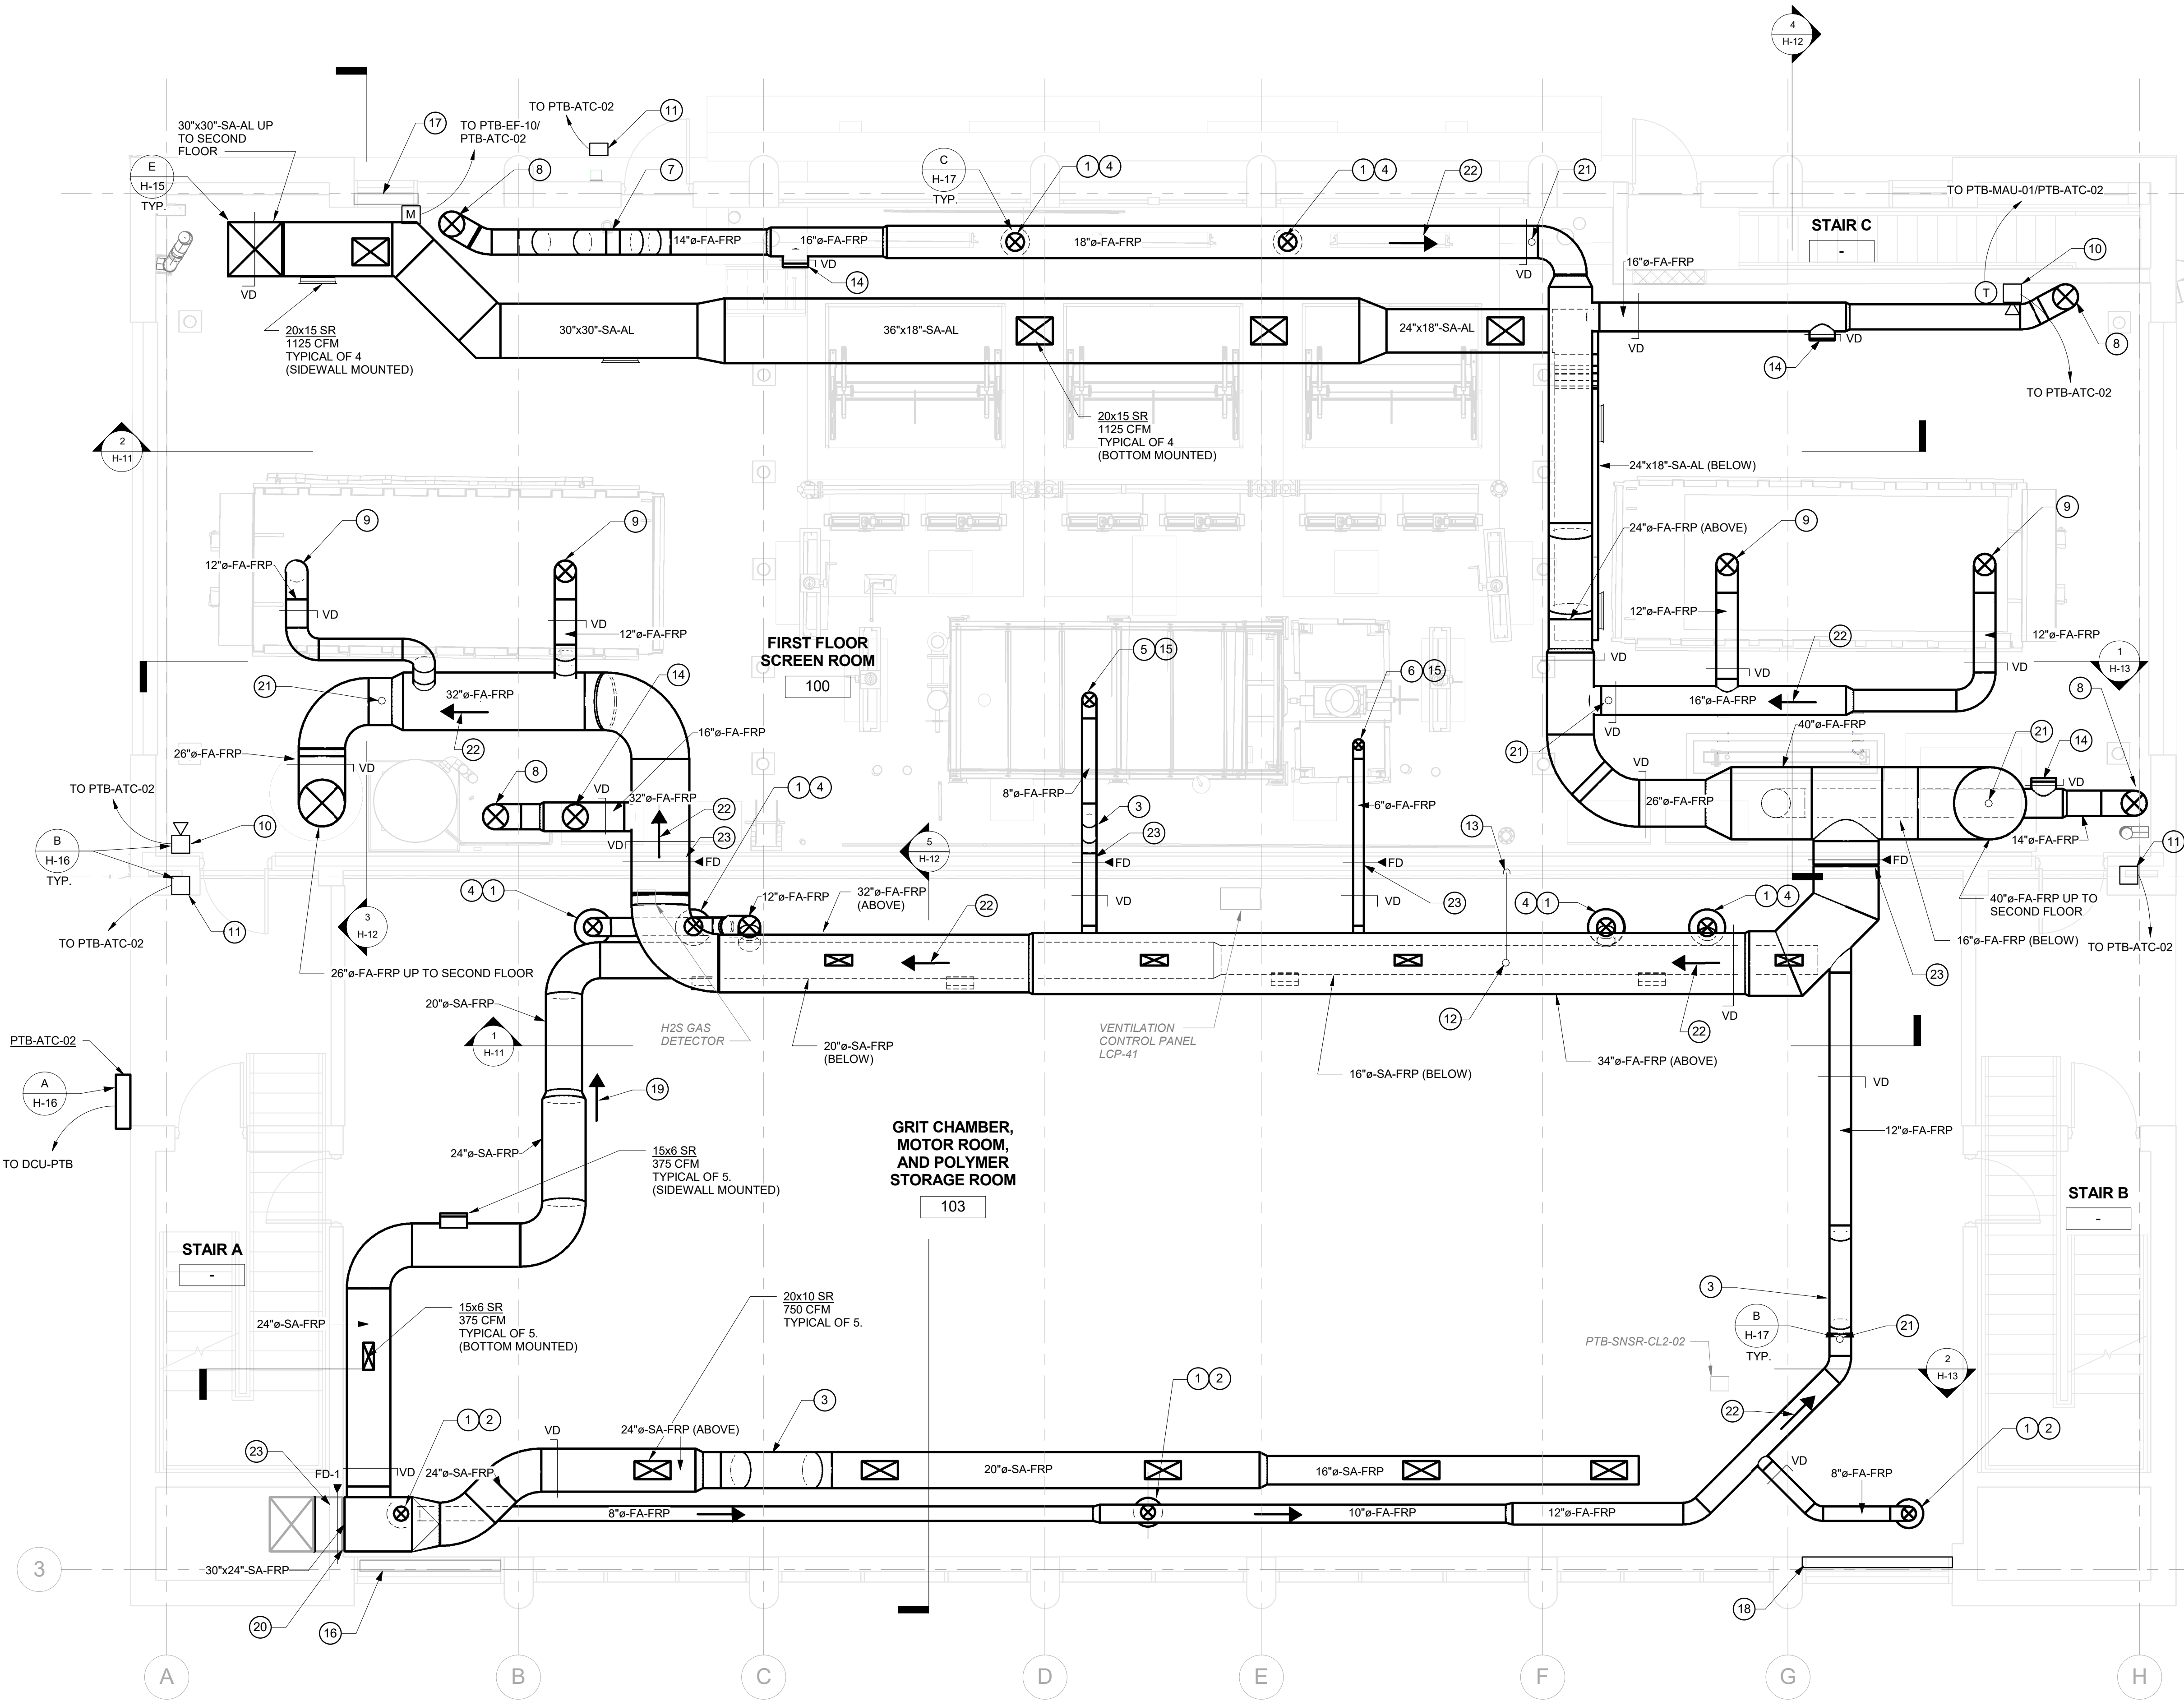 4
H-12
TO PTB-ATC-02
11
30"x30"-SA-AL UP
TO SECOND
FLOOR
17
TO PTB-EF-10/
PTB-ATC-02
E
H-15
TYP.
8
7
C
H-17
TYP.
1
4
1
4
22
21
TO PTB-MAU-01/PTB-ATC-02
STAIR C
-
M
14"ø-FA-FRP
16"ø-FA-FRP
18"ø-FA-FRP
VD
14
VD
VD
16"ø-FA-FRP
10
T
8
VD
VD
14
TO PTB-ATC-02
20x15 SR
1125 CFM
TYPICAL OF 4
(SIDEWALL MOUNTED)
30"x30"-SA-AL
36"x18"-SA-AL
24"x18"-SA-AL
20x15 SR
1125 CFM
TYPICAL OF 4
(BOTTOM MOUNTED)
2
H-11
24"x18"-SA-AL (BELOW)
9
9
24"ø-FA-FRP (ABOVE)
9
9
12"ø-FA-FRP
VD
VD
12"ø-FA-FRP
12"ø-FA-FRP
12"ø-FA-FRP
22
FIRST FLOOR
SCREEN ROOM
100
5
15
6
15
VD
VD
VD
1
H-13
14
21
32"ø-FA-FRP
22
16"ø-FA-FRP
21
16"ø-FA-FRP
VD
8
40"ø-FA-FRP
21
14
26"ø-FA-FRP
VD
8
VD
32"ø-FA-FRP
1
4
22
23
VD
FD
8"ø-FA-FRP
3
23
FD
VD
6"ø-FA-FRP
FD
VD
23
13
VD
26"ø-FA-FRP
VD
14"ø-FA-FRP
FD
11
TO PTB-ATC-02
10
B
H-16
TYP.
11
TO PTB-ATC-02
3
H-12
5
H-12
4
1
12"ø-FA-FRP
32"ø-FA-FRP
(ABOVE)
22
4
1
1
4
40"ø-FA-FRP UP TO
SECOND FLOOR
16"ø-FA-FRP (BELOW)
TO PTB-ATC-02
23
26"ø-FA-FRP UP TO SECOND FLOOR
20"ø-SA-FRP
12
22
VD
H2S GAS
DETECTOR
20"ø-SA-FRP
(BELOW)
VENTILATION
CONTROL PANEL
LCP-41
16"ø-SA-FRP (BELOW)
34"ø-FA-FRP (ABOVE)
PTB-ATC-02
A
H-16
TO DCU-PTB
1
H-11
19
VD
12"ø-FA-FRP
24"ø-SA-FRP
15x6 SR
375 CFM
TYPICAL OF 5.
(SIDEWALL MOUNTED)
GRIT CHAMBER,
MOTOR ROOM,
AND POLYMER
STORAGE ROOM
103
STAIR B
-
STAIR A
-
24"ø-SA-FRP
15x6 SR
375 CFM
TYPICAL OF 5.
(BOTTOM MOUNTED)
20x10 SR
750 CFM
TYPICAL OF 5.
3
B
H-17
TYP.
21
PTB-SNSR-CL2-02
2
H-13
1
2
3
1
2
22
1
2
23
FD-1
VD
24"ø-SA-FRP
VD
24"ø-SA-FRP (ABOVE)
20"ø-SA-FRP
16"ø-SA-FRP
VD
8"ø-FA-FRP
8"ø-FA-FRP
10"ø-FA-FRP
12"ø-FA-FRP
3
30"x24"-SA-FRP
20
16
18
A
B
C
D
E
F
G
H